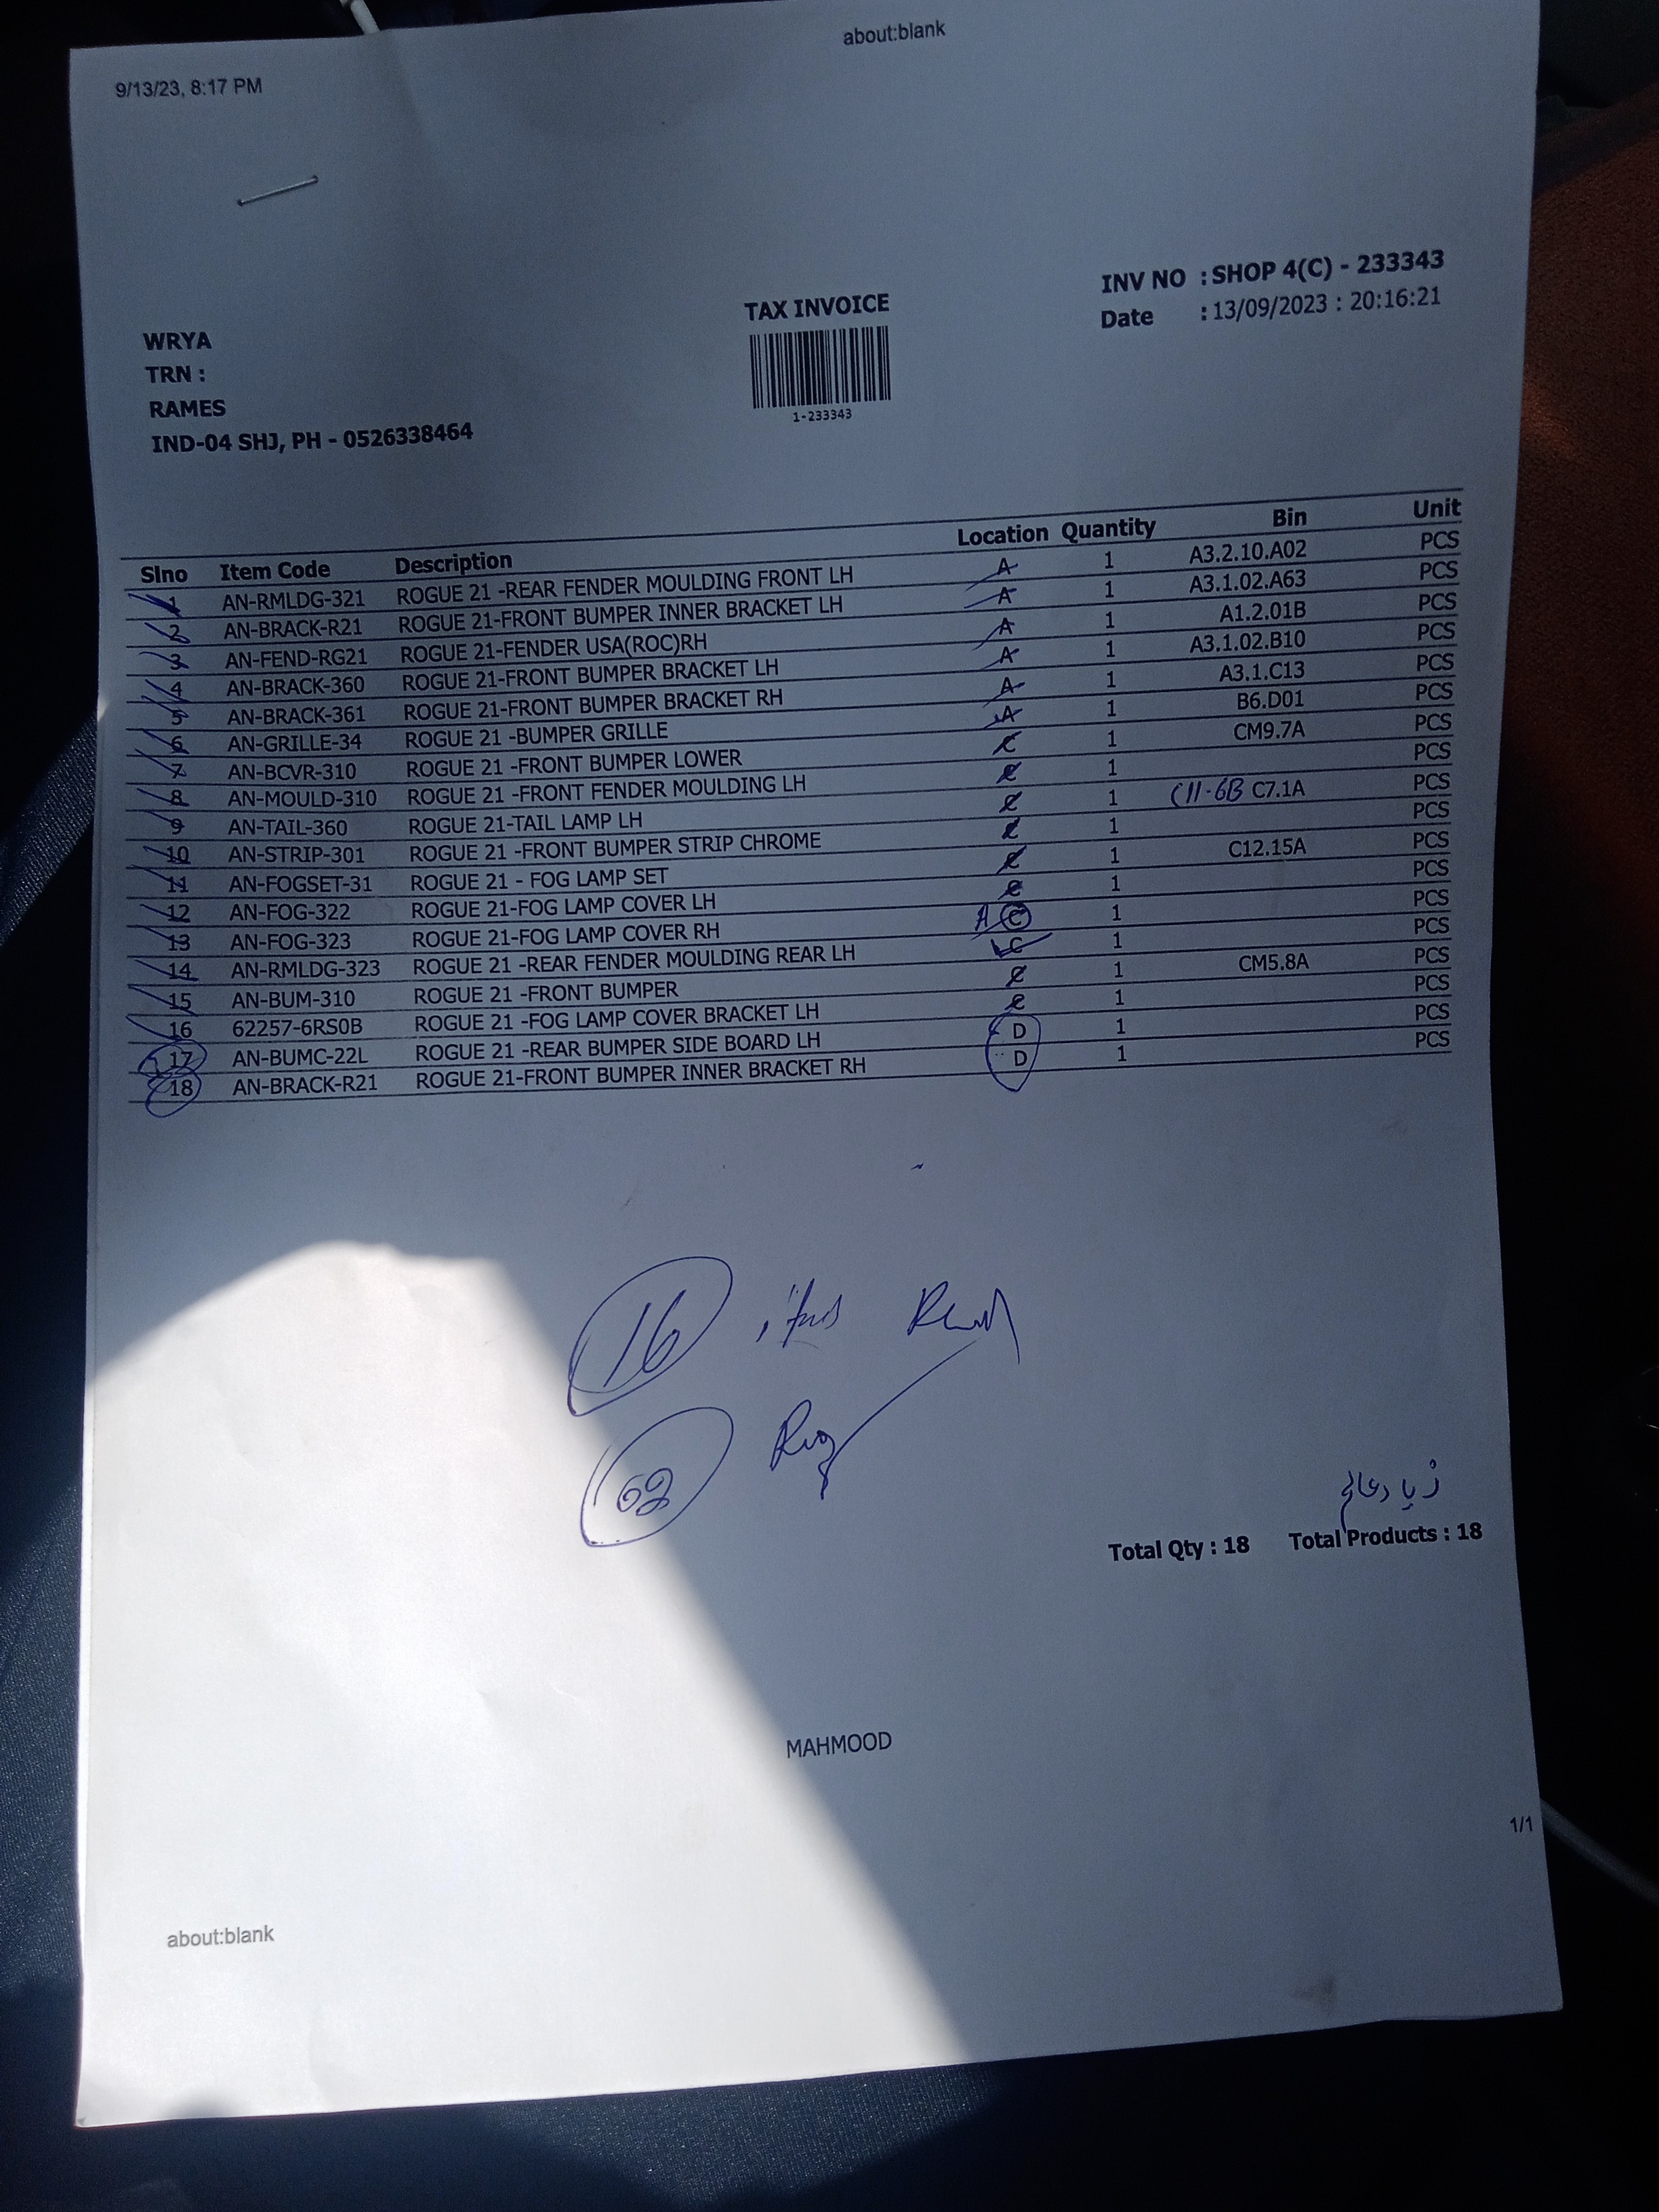 about:blank
9/13/23, 8:17 PM
INV NO : SHOP 4(C) - 233343
Date : 13/09/2023 : 20:16:21
TAX INVOICE
1-233343
WRYA
TRN :
RAMES
IND-04 SHJ, PH - 0526338464
Slno Item Code Description Location Quantity Bin Unit
1 AN-RMLDG-321 ROGUE 21 -REAR FENDER MOULDING FRONT LH A 1 A3.2.10.A02 PCS
2 AN-BRACK-R21 ROGUE 21-FRONT BUMPER INNER BRACKET LH A 1 A3.1.02.A63 PCS
3 AN-FEND-RG21 ROGUE 21-FENDER USA(ROC)RH A 1 A1.2.01B PCS
4 AN-BRACK-360 ROGUE 21-FRONT BUMPER BRACKET LH A 1 A3.1.02.B10 PCS
5 AN-BRACK-361 ROGUE 21-FRONT BUMPER BRACKET RH A 1 A3.1.C13 PCS
6 AN-GRILLE-34 ROGUE 21 -BUMPER GRILLE A 1 B6.D01 PCS
7 AN-BCVR-310 ROGUE 21 -FRONT BUMPER LOWER C 1 CM9.7A PCS
8 AN-MOULD-310 ROGUE 21 -FRONT FENDER MOULDING LH C 1 PCS
9 AN-TAIL-360 ROGUE 21-TAIL LAMP LH C 1 C11-6B C7.1A PCS
10 AN-STRIP-301 ROGUE 21 -FRONT BUMPER STRIP CHROME C 1 PCS
11 AN-FOGSET-31 ROGUE 21 - FOG LAMP SET C 1 C12.15A PCS
12 AN-FOG-322 ROGUE 21-FOG LAMP COVER LH C 1 PCS
13 AN-FOG-323 ROGUE 21-FOG LAMP COVER RH A C 1 PCS
14 AN-RMLDG-323 ROGUE 21 -REAR FENDER MOULDING REAR LH C 1 PCS
15 AN-BUM-310 ROGUE 21 -FRONT BUMPER C 1 CM5.8A PCS
16 62257-6RS0B ROGUE 21 -FOG LAMP COVER BRACKET LH C 1 PCS
17 AN-BUMC-22L ROGUE 21 -REAR BUMPER SIDE BOARD LH D 1 PCS
18 AN-BRACK-R21 ROGUE 21-FRONT BUMPER INNER BRACKET RH D 1 PCS
16
Total Qty : 18 Total Products : 18
MAHMOOD
1/1
about:blank